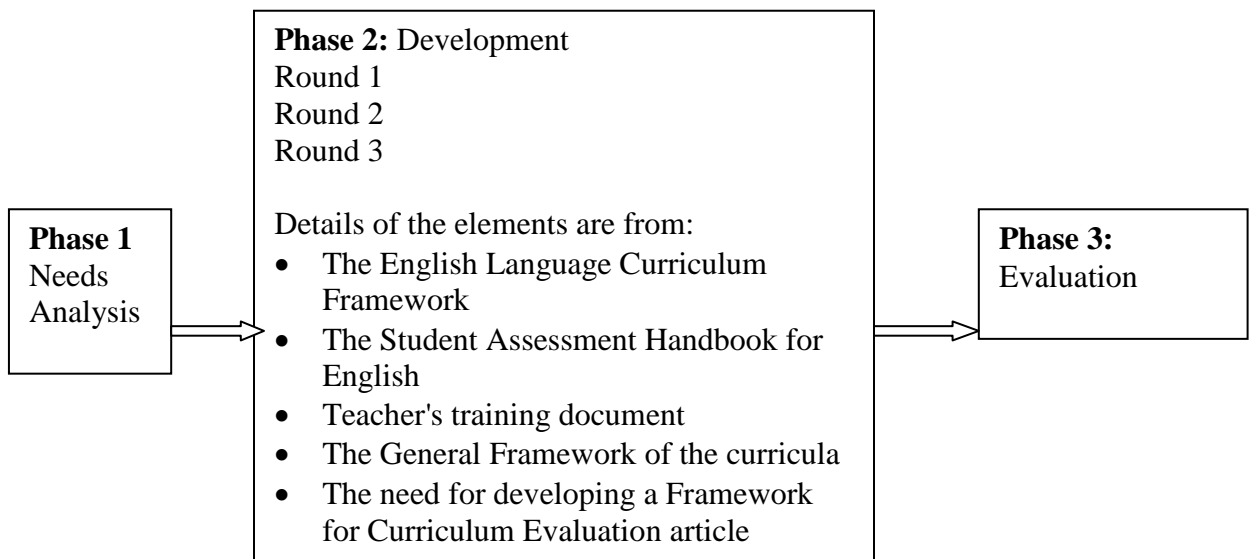 Phase 1
Needs
Analysis
Phase 2: Development
Round 1
Round 2
Round 3
Details of the elements are from:
• The English Language Curriculum
Framework
• The Student Assessment Handbook for
English
• Teacher's training document
• The General Framework of the curricula
• The need for developing a Framework
for Curriculum Evaluation article
Phase 3:
Evaluation